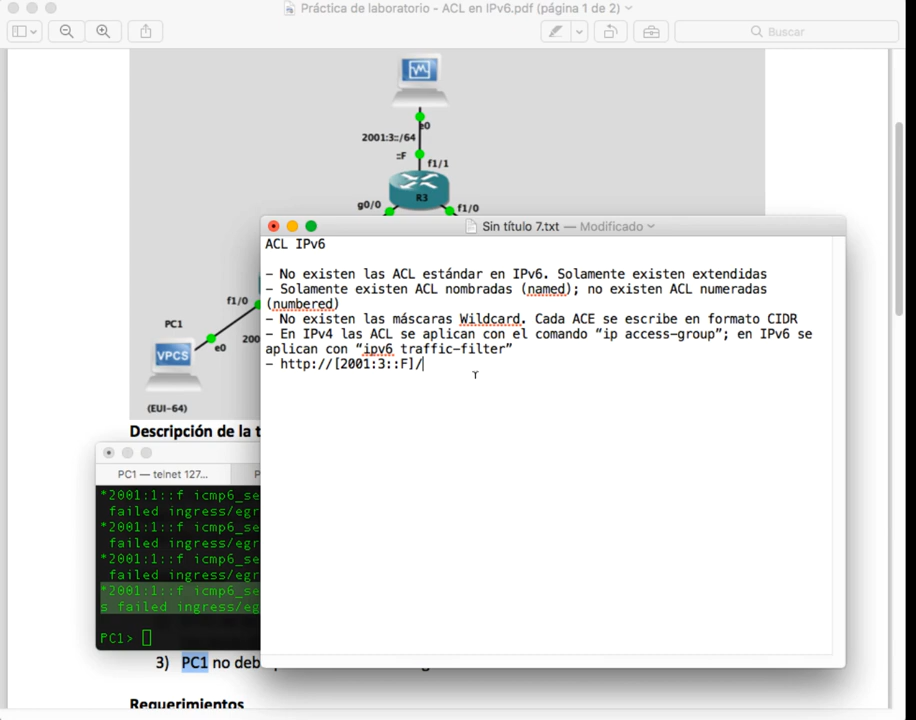 Práctica de laboratorio - ACL en IPv6.pdf (página 1 de 2)
Buscar
e0
2001:3::/64
::F
f1/1
R3
g0/0
f1/0
Sin título 7.txt — Modificado
ACL IPv6
- No existen las ACL estándar en IPv6. Solamente existen extendidas
- Solamente existen ACL nombradas (named); no existen ACL numeradas
(numbered)
- No existen las máscaras Wildcard. Cada ACE se escribe en formato CIDR
- En IPv4 las ACL se aplican con el comando “ip access-group”; en IPv6 se
aplican con “ipv6 traffic-filter”
- http://[2001:3::F]/
f1/0
PC1
200
e0
VPCS
(EUI-64)
Descripción de la t
PC1 — telnet 127...
*2001:1::f icmp6_se
failed ingress/egr
*2001:1::f icmp6_se
failed ingress/egr
*2001:1::f icmp6_se
failed ingress/egr
*2001:1::f icmp6_se
s failed ingress/eg
PC1>
3) PC1 no deb
Requerimientos